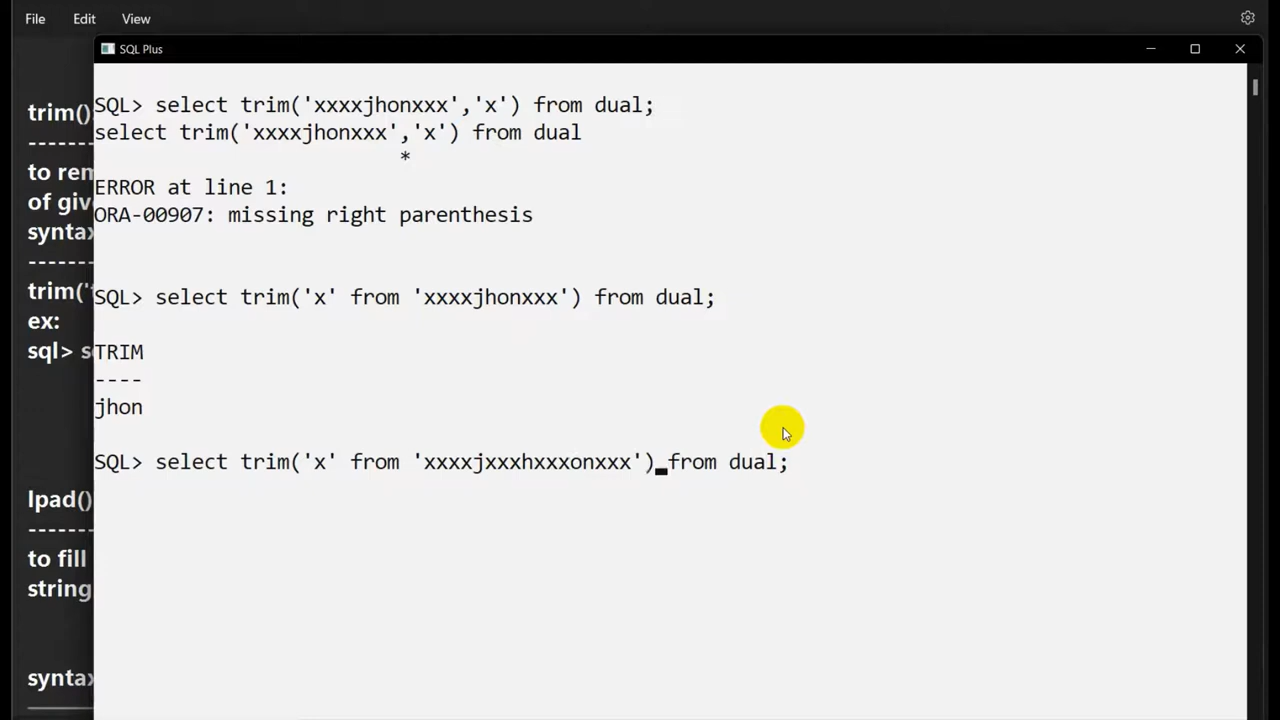 File Edit View
SQL Plus
SQL> select trim('xxxxjhonxxx','x') from dual;
select trim('xxxxjhonxxx','x') from dual
*
ERROR at line 1:
ORA-00907: missing right parenthesis
SQL> select trim('x' from 'xxxxjhonxxx') from dual;
TRIM
----
jhon
SQL> select trim('x' from 'xxxxjxxxhxxxonxxx') from dual;
trim()
to rem
of giv
syntax
trim('
ex:
sql> s
lpad()
to fill
string
syntax